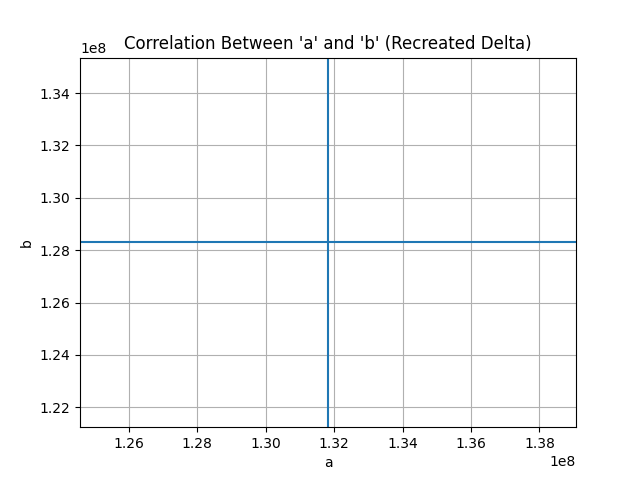 Correlation Between 'a' and 'b' (Recreated Delta)
1e8
1.34
1.32
1.30
1.28
1.26
1.24
1.22
b
1.26 1.28 1.30 1.32 1.34 1.36 1.38
a
1e8